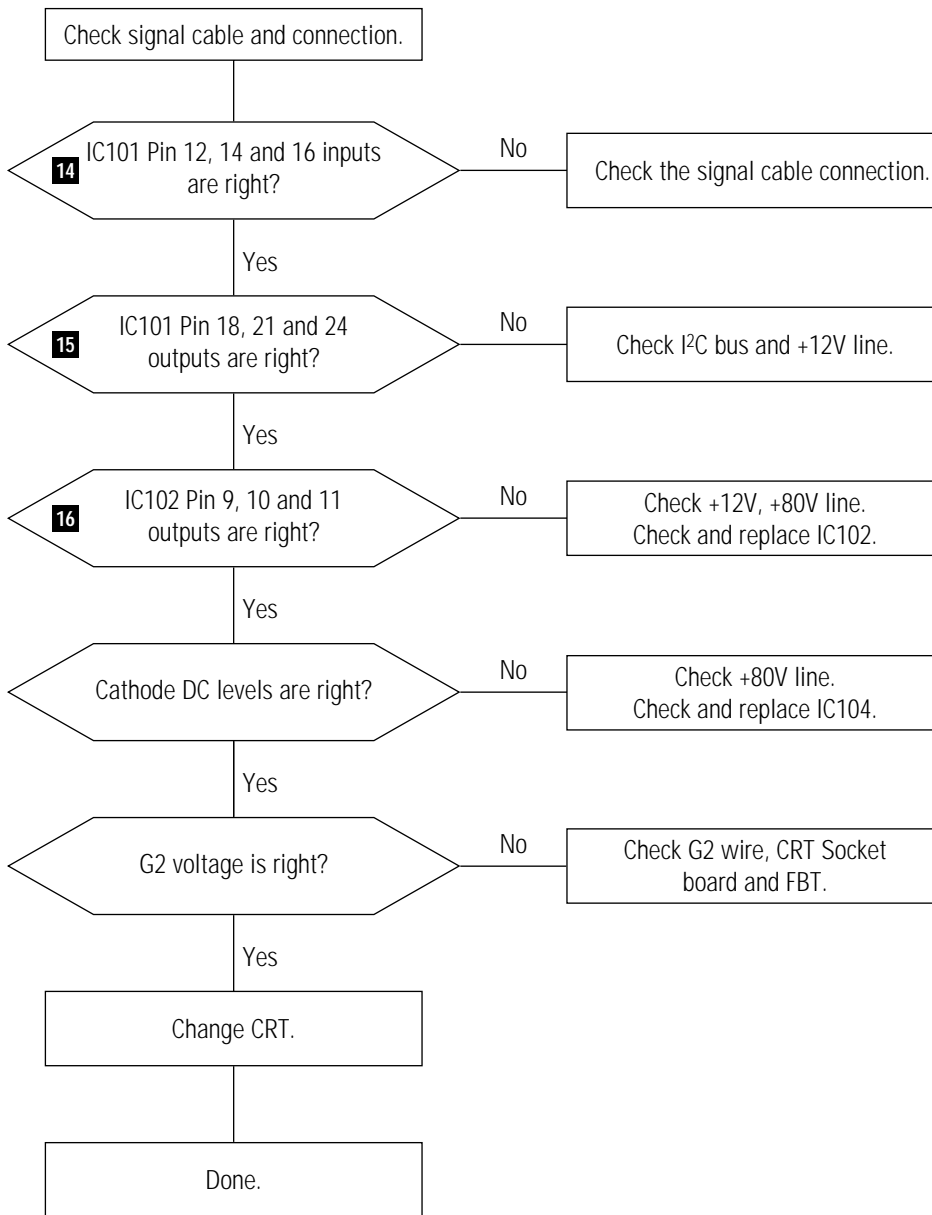 Check signal cable and connection.
14
IC101 Pin 12, 14 and 16 inputs
are right?
No
Check the signal cable connection.
Yes
15
IC101 Pin 18, 21 and 24
outputs are right?
No
Check I²C bus and +12V line.
Yes
16
IC102 Pin 9, 10 and 11
outputs are right?
No
Check +12V, +80V line.
Check and replace IC102.
Yes
Cathode DC levels are right?
No
Check +80V line.
Check and replace IC104.
Yes
G2 voltage is right?
No
Check G2 wire, CRT Socket
board and FBT.
Yes
Change CRT.
Done.